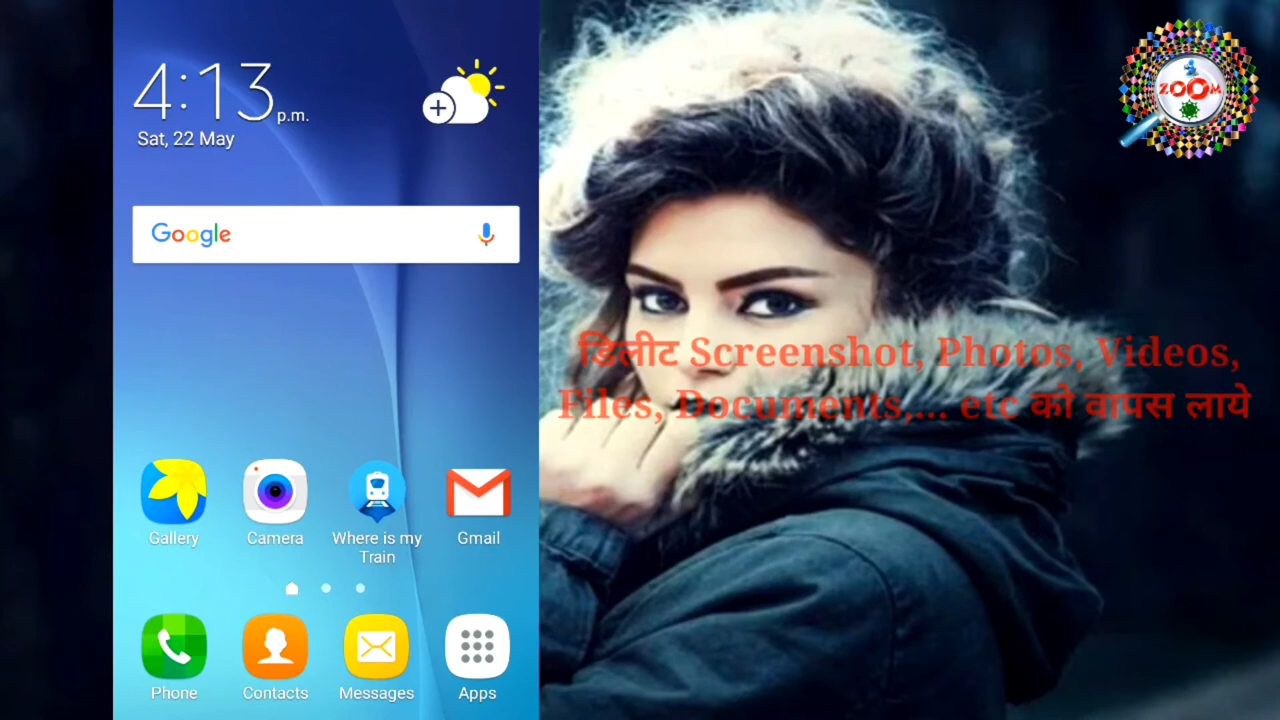 4:13 p.m.
Sat, 22 May
Google
Gallery
Camera
Where is my
Train
Gmail
Phone
Contacts
Messages
Apps
ZOOM
डिलीट Screenshot, Photos, Videos,
Files, Documents,... etc को वापस लाये